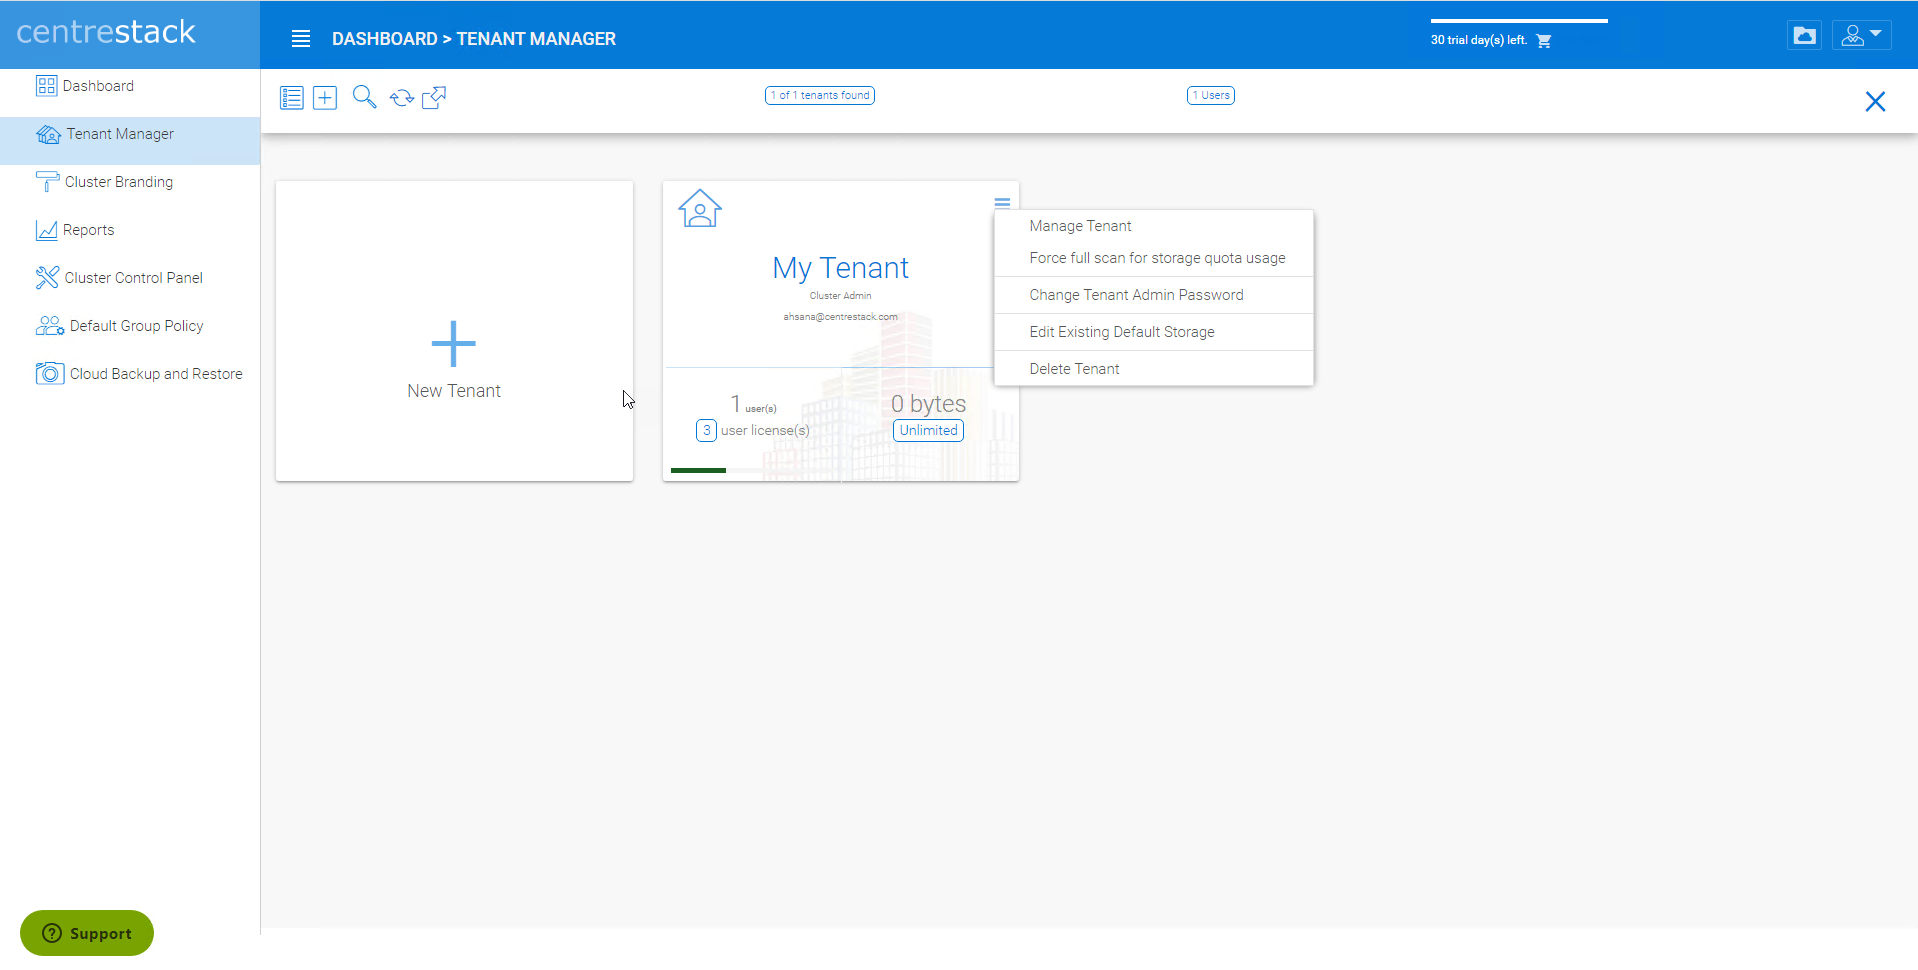 centrestack
DASHBOARD > TENANT MANAGER
30 trial day(s) left.
Dashboard
Tenant Manager
Cluster Branding
Reports
Cluster Control Panel
Default Group Policy
Cloud Backup and Restore
Support
1 of 1 tenants found
1 Users
New Tenant
My Tenant
Cluster Admin
ahsana@centrestack.com
1 user(s)
3 user license(s)
0 bytes
Unlimited
Manage Tenant
Force full scan for storage quota usage
Change Tenant Admin Password
Edit Existing Default Storage
Delete Tenant